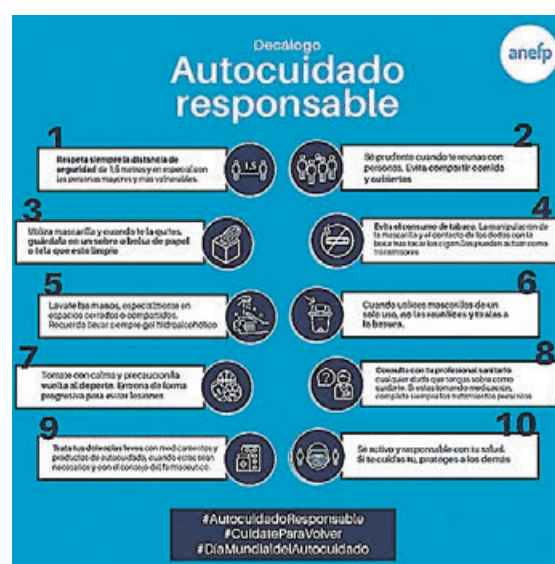 Decálogo
Autocuidado
responsable
anefp
1
Respeta siempre la distancia de
seguridad de 1,5 metros y en especial con
las personas mayores y más vulnerables.
1,5
2
Sé prudente cuando te reunas con
personas. Evita compartir comida
y cubiertos
3
Utiliza mascarilla y cuando te la quites,
guárdala en un sobre o bolsa de papel
o tela que esté limpio
4
Evita el consumo de tabaco. La manipulación de
la mascarilla y el contacto de los dedos con la
boca tras tocar los cigarrillos pueden actuar como
transmisores
5
Lávate las manos, especialmente en
espacios cerrados o compartidos.
Recuerda llevar siempre gel hidroalcohólico
6
Cuando utilices mascarillas de un
solo uso, no las reutilices y tíralas a
la basura.
7
Tómate con calma y precaución la
vuelta al deporte. Entrena de forma
progresiva para evitar lesiones
8
Consulta con tu profesional sanitario
cualquier duda que tengas sobre como
cuidarte. Si estás tomando medicación,
completa siempre los tratamientos
9
Trata tus dolencias leves con medicamentos y
productos de autocuidado, cuando estos sean
necesarios y con el consejo del farmacéutico.
10
Se activo y responsable con tu salud.
Si te cuidas tú, proteges a los demás
#AutocuidadoResponsable
#CuídateParaVolver
#DíaMundialdelAutocuidado